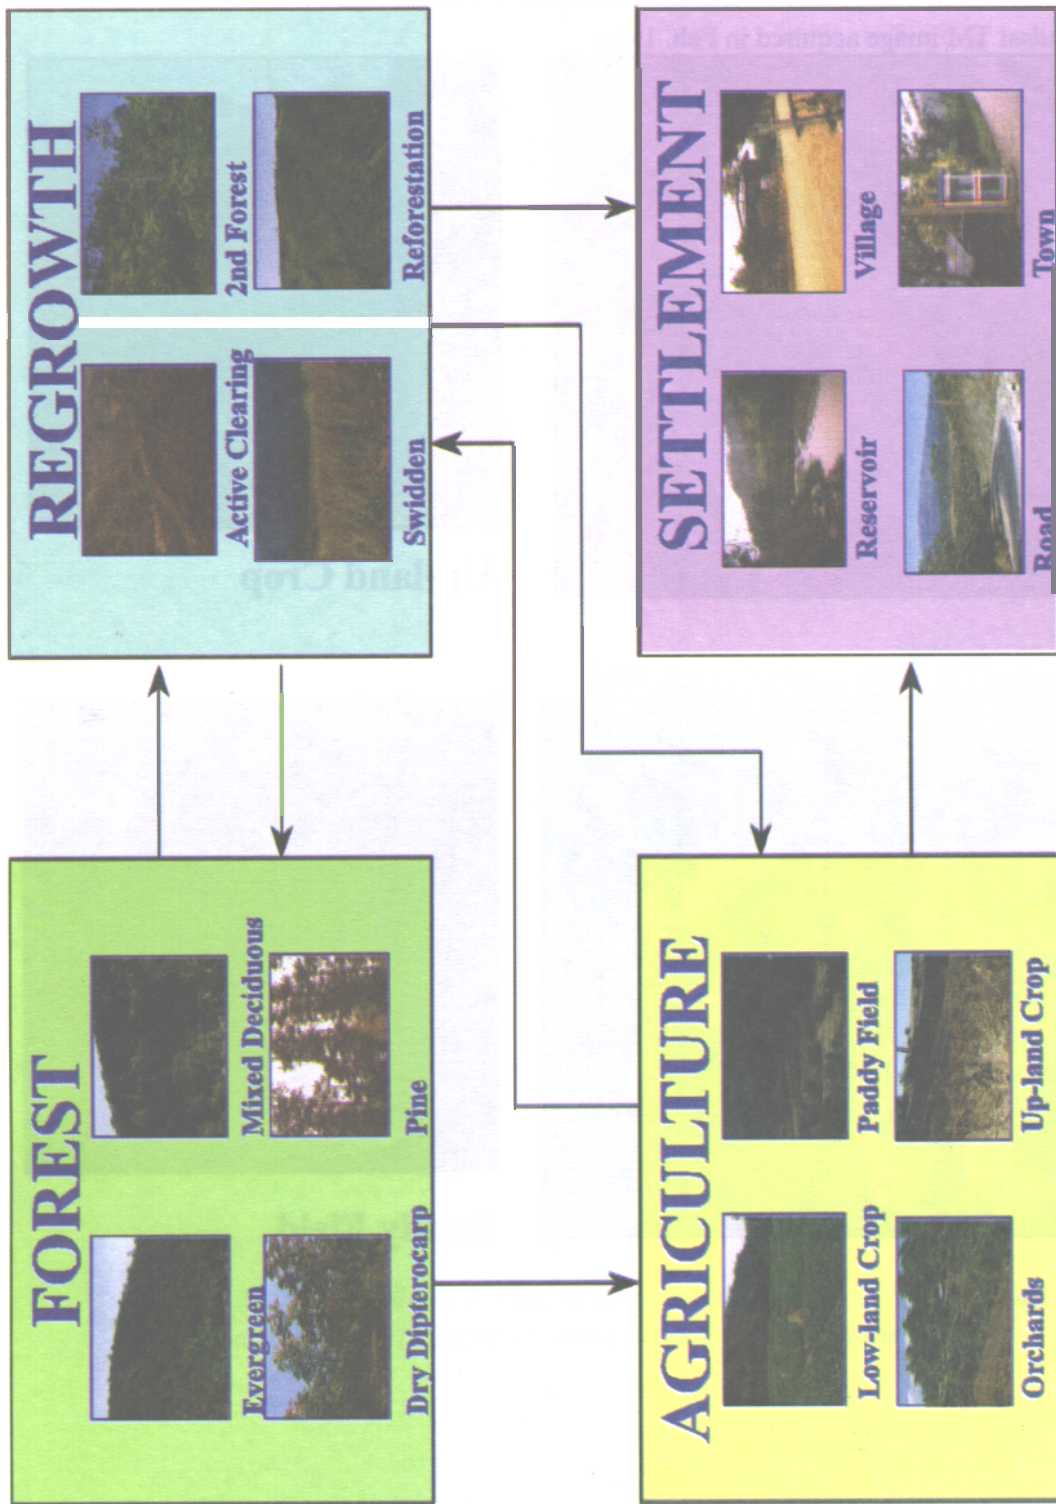 FOREST
Evergreen
Mixed Deciduous
Dry Dipterocarp
Pine
REGROWTH
Active Clearing
2nd Forest
Swidden
Reforestation
AGRICULTURE
Low-land Crop
Paddy Field
Orchards
Up-land Crop
SETTLEMENT
Reservoir
Village
Road
Town